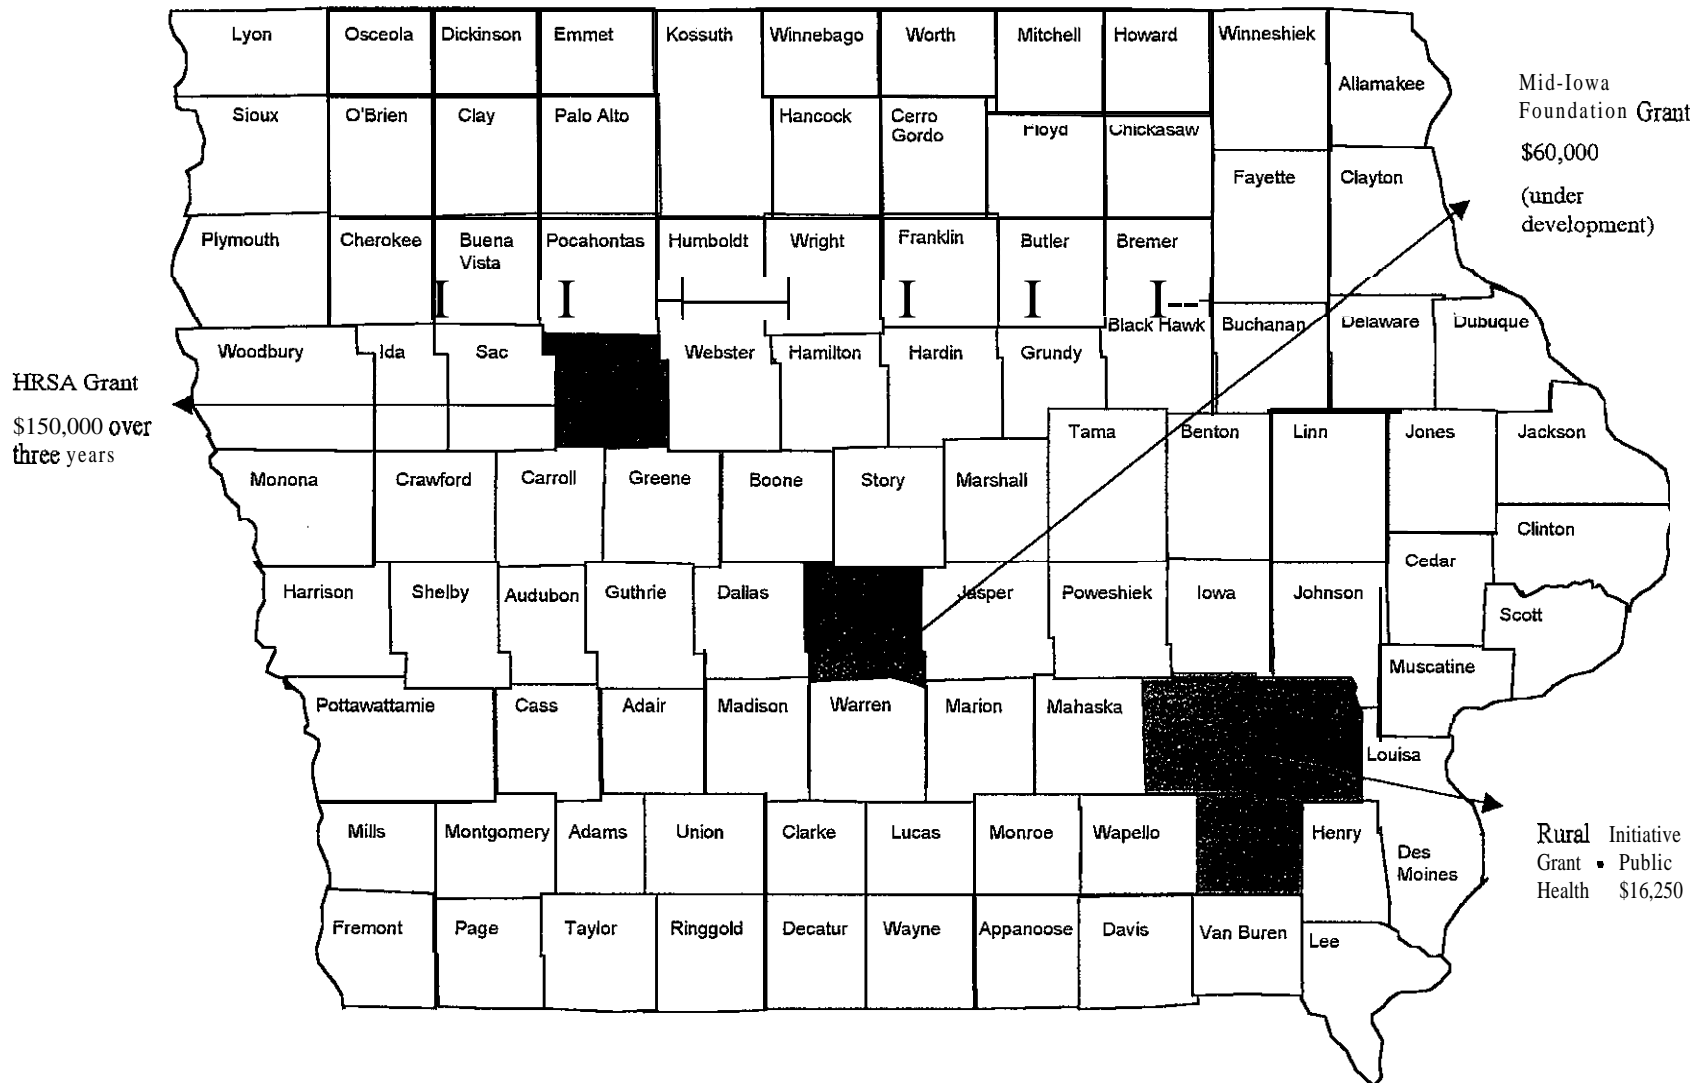 Lyon Osceola Dickinson Emmet Kossuth Winnebago Worth Mitchell Howard Winneshiek
Allamakee
Mid-Iowa
Foundation Grant
$60,000
(under
development)
Sioux O'Brien Clay Palo Alto Hancock Cerro
Gordo Floyd Chickasaw
Fayette Clayton
Plymouth Cherokee Buena
Vista Pocahontas Humboldt Wright Franklin Butler Bremer
I I I I I--
Black Hawk Buchanan Delaware Dubuque
Woodbury Ida Sac Webster Hamilton Hardin Grundy
HRSA Grant
$150,000 over
three years
Tama Benton Linn Jones Jackson
Monona Crawford Carroll Greene Boone Story Marshall
Clinton
Cedar
Harrison Shelby Audubon Guthrie Dallas Jasper Poweshiek Iowa Johnson
Scott
Muscatine
Pottawattamie Cass Adair Madison Warren Marion Mahaska
Louisa
Mills Montgomery Adams Union Clarke Lucas Monroe Wapello Henry
Des
Moines
Rural Initiative
Grant ▪ Public
Health $16,250
Fremont Page Taylor Ringgold Decatur Wayne Appanoose Davis Van Buren Lee